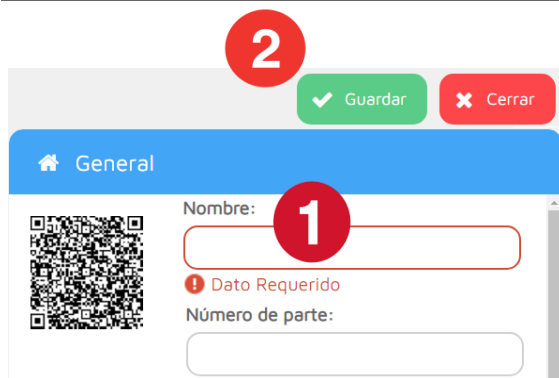 2
Guardar
Cerrar
General
Nombre:
1
Dato Requerido
Número de parte: